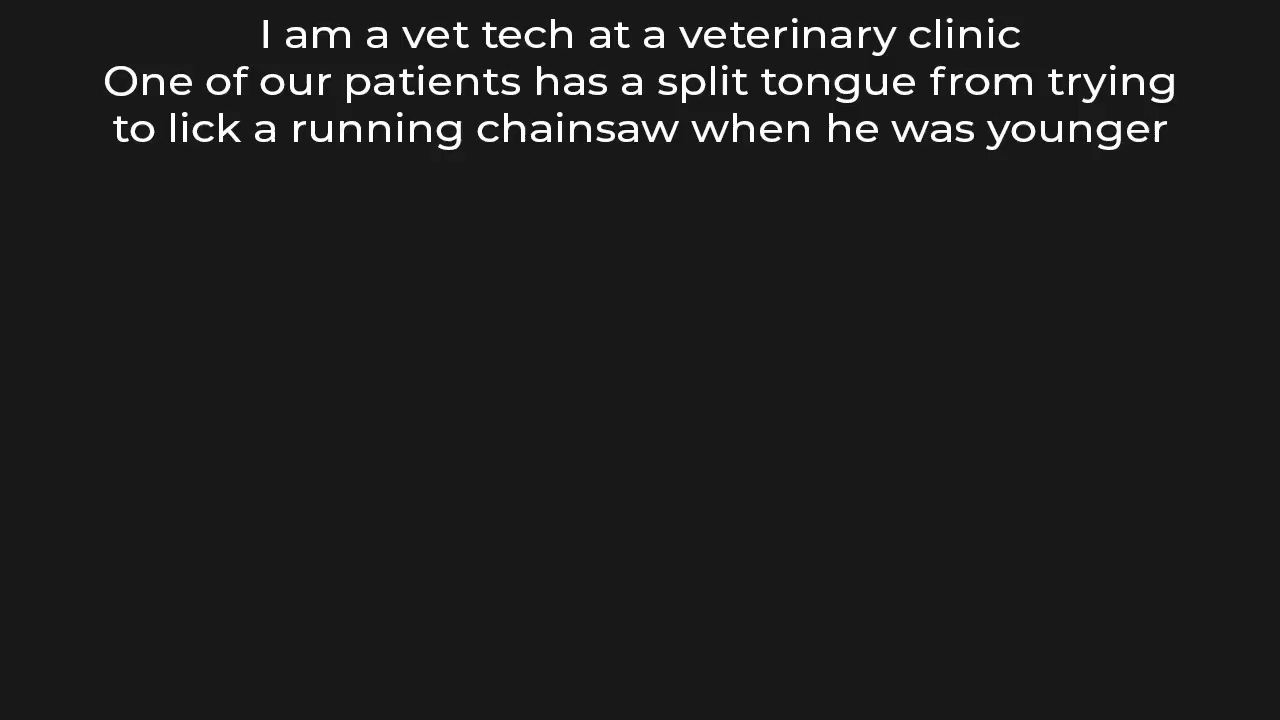 I am a vet tech at a veterinary clinic
One of our patients has a split tongue from trying
to lick a running chainsaw when he was younger